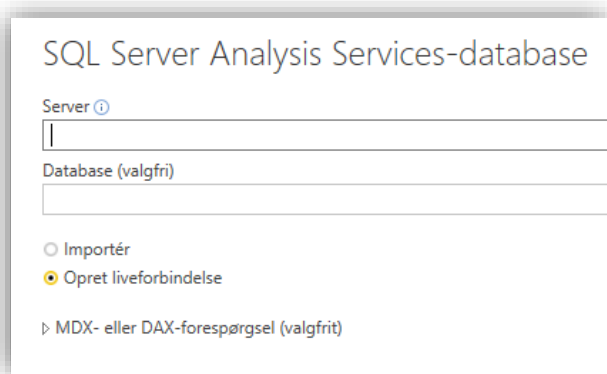 SQL Server Analysis Services-database
Server
Database (valgfri)
Importér
Opret liveforbindelse
MDX- eller DAX-forespørgsel (valgfrit)